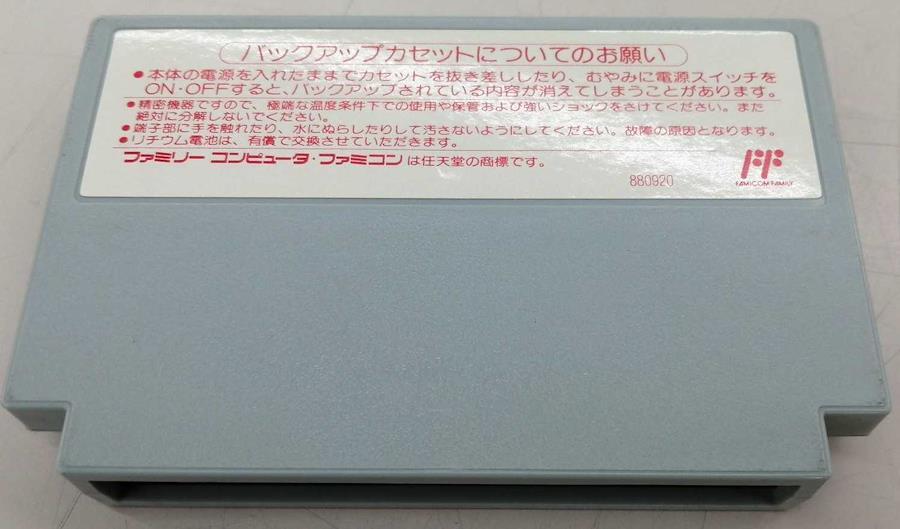 バックアップカセットについてのお願い
●本体の電源を入れたままでカセットを抜き差ししたり、むやみに電源スイッチを
ON・OFFすると、バックアップされている内容が消えてしまうことがあります。
●精密機器ですので、極端な温度条件下での使用や保管および強いショックをさけてください。また
絶対に分解しないでください。
●端子部に手を触れたり、水にぬらしたりして汚さないようにしてください。故障の原因となります。
●リチウム電池は、有償で交換させていただきます。
ファミリー コンピュータ・ファミコン は任天堂の商標です。
880920
FAMICOM FAMILY